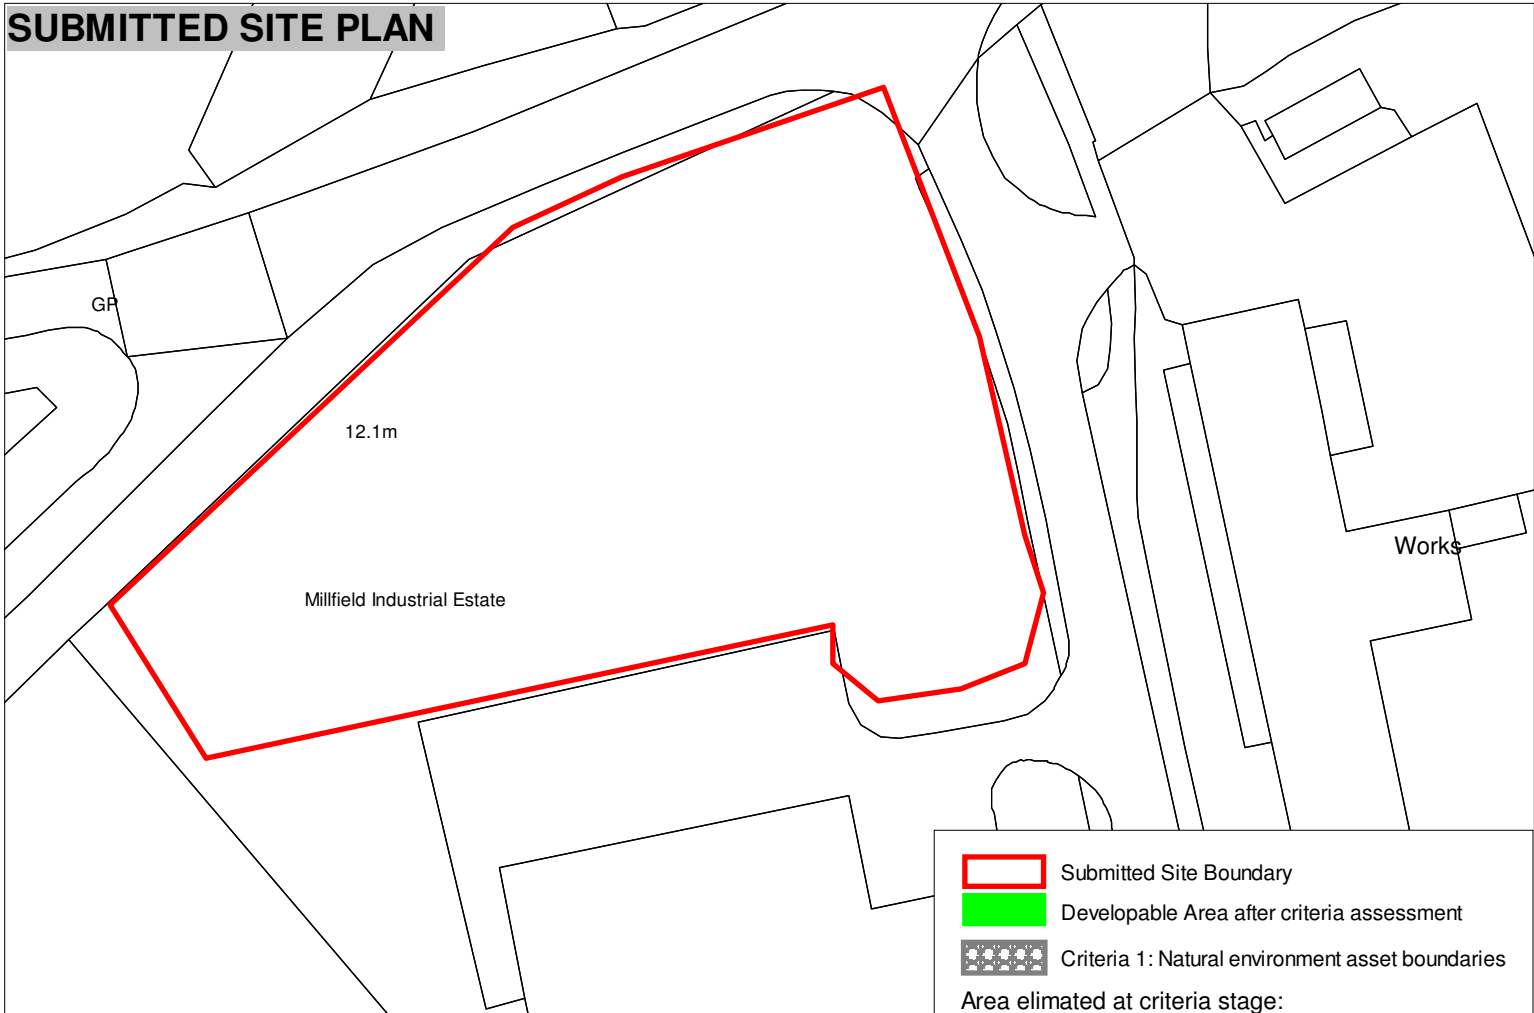 SUBMITTED SITE PLAN
GP
12.1m
Works
Millfield Industrial Estate
Submitted Site Boundary
Developable Area after criteria assessment
Criteria 1: Natural environment asset boundaries
Area elimated at criteria stage: